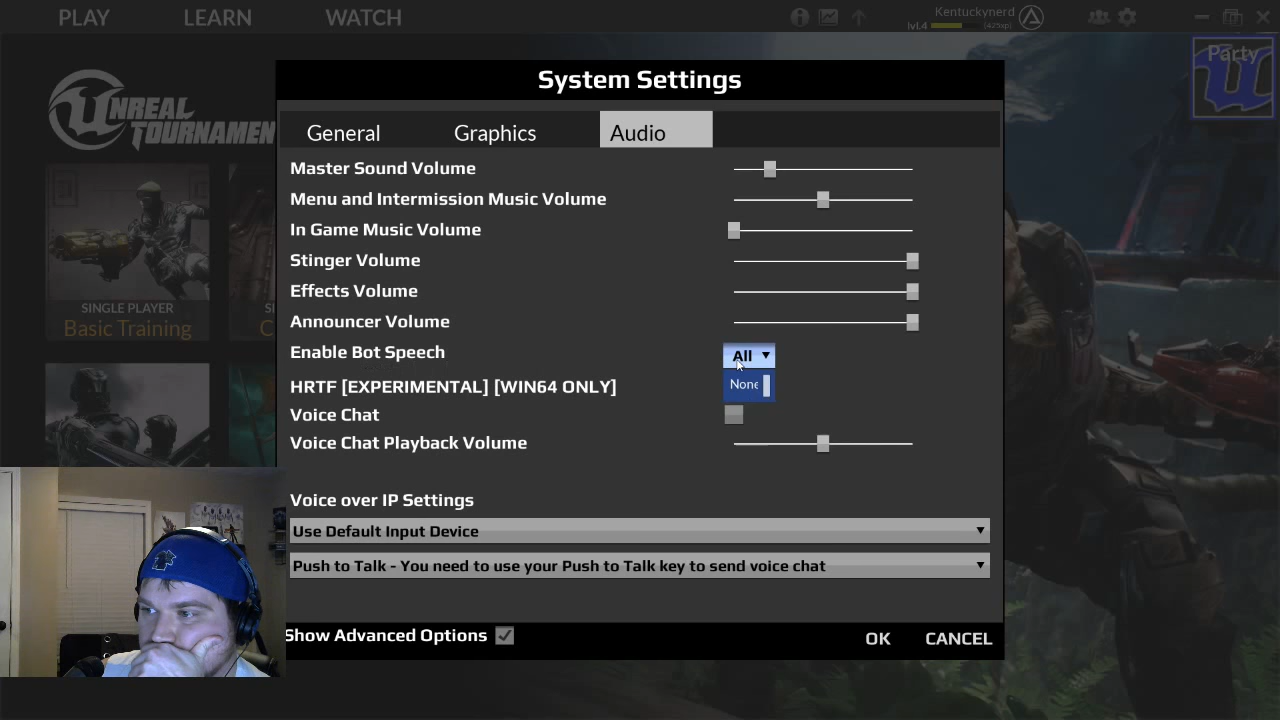 PLAY LEARN WATCH
Kentuckynerd
lvl.4
Party
UNREAL
TOURNAMEN
System Settings
General Graphics Audio
Master Sound Volume
Menu and Intermission Music Volume
In Game Music Volume
Stinger Volume
Effects Volume
Announcer Volume
Enable Bot Speech All
None
HRTF [EXPERIMENTAL] [WIN64 ONLY]
Voice Chat
Voice Chat Playback Volume
Voice over IP Settings
Use Default Input Device
Push to Talk - You need to use your Push to Talk key to send voice chat
Show Advanced Options
OK CANCEL
SINGLE PLAYER
Basic Training